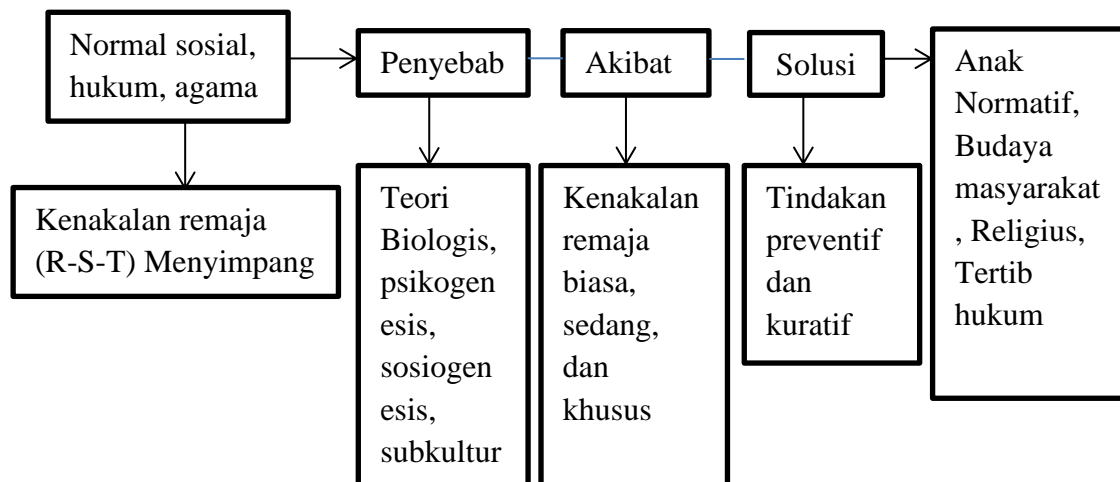 Normal sosial,
hukum, agama
Penyebab
Akibat
Solusi
Anak
Normatif,
Budaya
masyarakat
, Religius,
Tertib
hukum
Kenakalan remaja
(R-S-T) Menyimpang
Teori
Biologis,
psikogen
esis,
sosiogen
esis,
subkultur
Kenakalan
remaja
biasa,
sedang,
dan
khusus
Tindakan
preventif
dan
kuratif